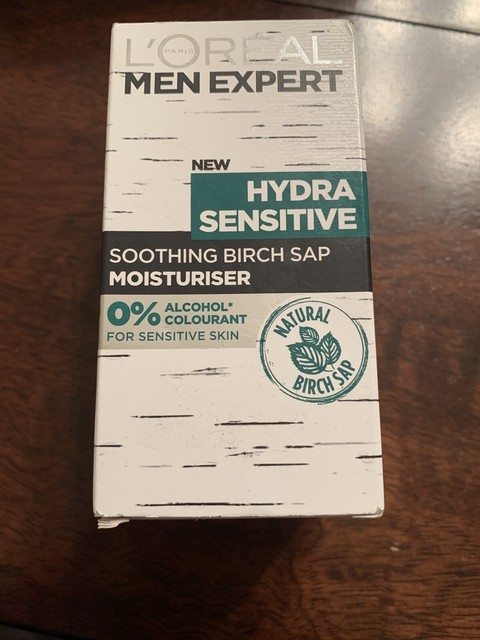 L'ORÉAL
PARIS
MEN EXPERT
NEW
HYDRA
SENSITIVE
SOOTHING BIRCH SAP
MOISTURISER
0% ALCOHOL*
COLOURANT
FOR SENSITIVE SKIN
NATURAL
BIRCH SAP